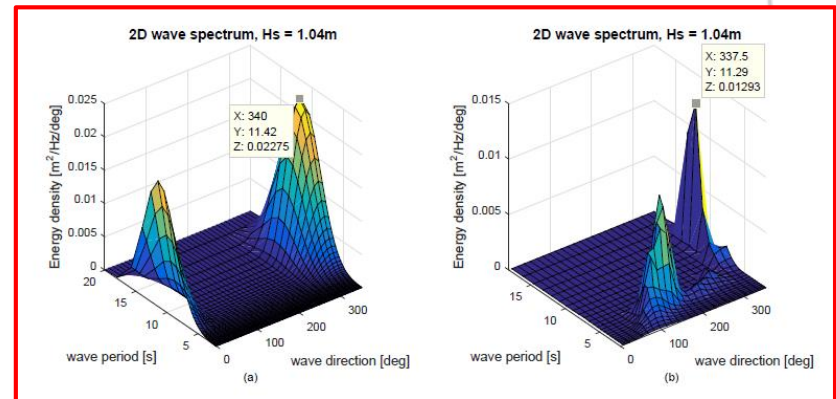 2D wave spectrum, Hs = 1.04m
X: 340
Y: 11.42
Z: 0.02275
Energy density [m²/Hz/deg]
0.025
0.02
0.015
0.01
0.005
0
20
15
10
5
wave period [s]
0
100
200
300
wave direction [deg]
(a)
2D wave spectrum, Hs = 1.04m
X: 337.5
Y: 11.29
Z: 0.01293
Energy density [m²/Hz/deg]
0.015
0.01
0.005
0
15
10
5
wave period [s]
0
100
200
300
wave direction [deg]
(b)